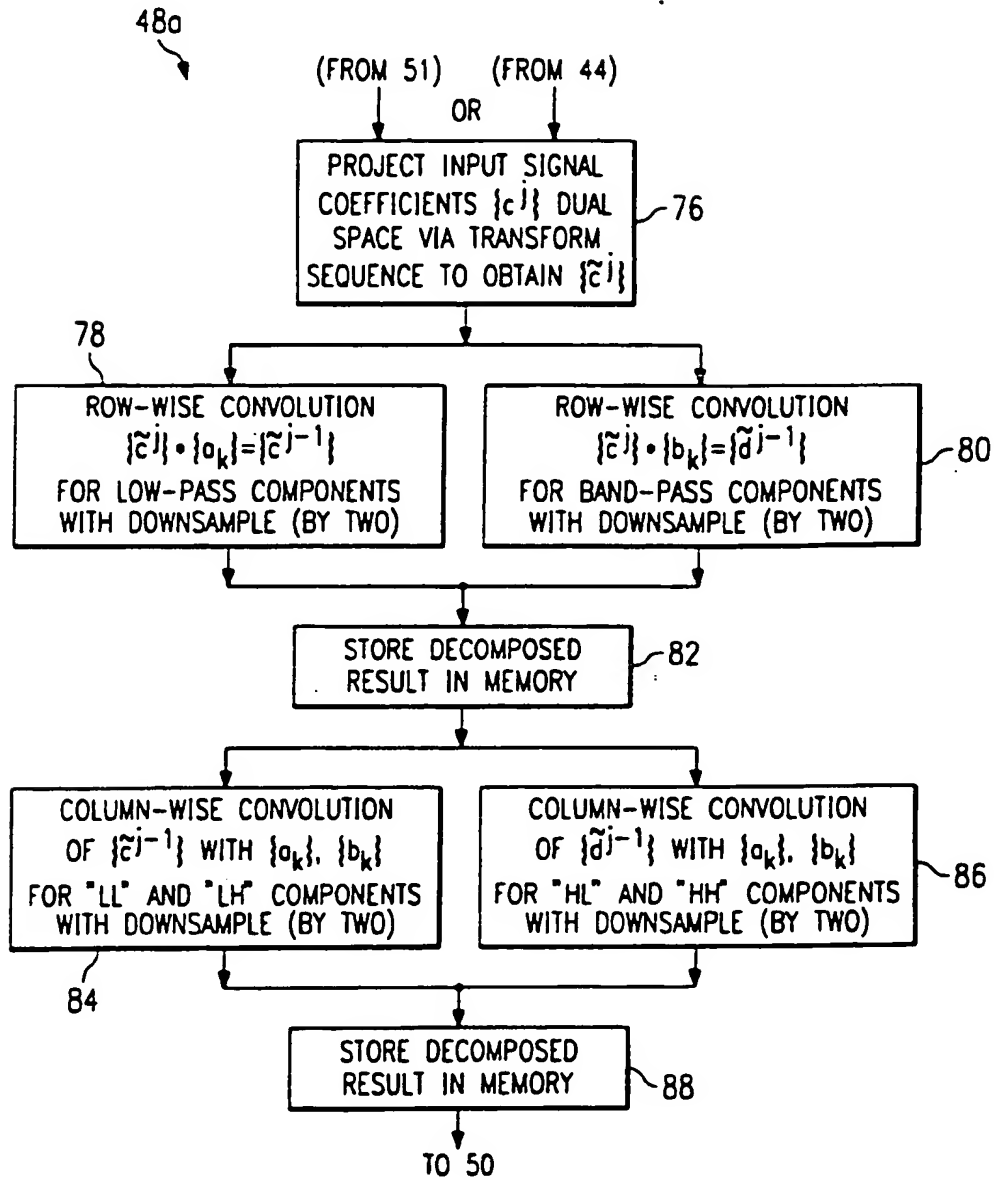 48a
(FROM 51) (FROM 44)
OR
PROJECT INPUT SIGNAL
COEFFICIENTS {c^j} DUAL
SPACE VIA TRANSFORM
SEQUENCE TO OBTAIN {c̃^j}
76
78
ROW-WISE CONVOLUTION
{c̃^j} • {a_k}={c̃^j-1}
FOR LOW-PASS COMPONENTS
WITH DOWNSAMPLE (BY TWO)
ROW-WISE CONVOLUTION
{c̃^j} • {b_k}={d̃^j-1}
FOR BAND-PASS COMPONENTS
WITH DOWNSAMPLE (BY TWO)
80
STORE DECOMPOSED
RESULT IN MEMORY
82
COLUMN-WISE CONVOLUTION
OF {c̃^j-1} WITH {a_k}, {b_k}
FOR "LL" AND "LH" COMPONENTS
WITH DOWNSAMPLE (BY TWO)
84
COLUMN-WISE CONVOLUTION
OF {d̃^j-1} WITH {a_k}, {b_k}
FOR "HL" AND "HH" COMPONENTS
WITH DOWNSAMPLE (BY TWO)
86
STORE DECOMPOSED
RESULT IN MEMORY
88
TO 50